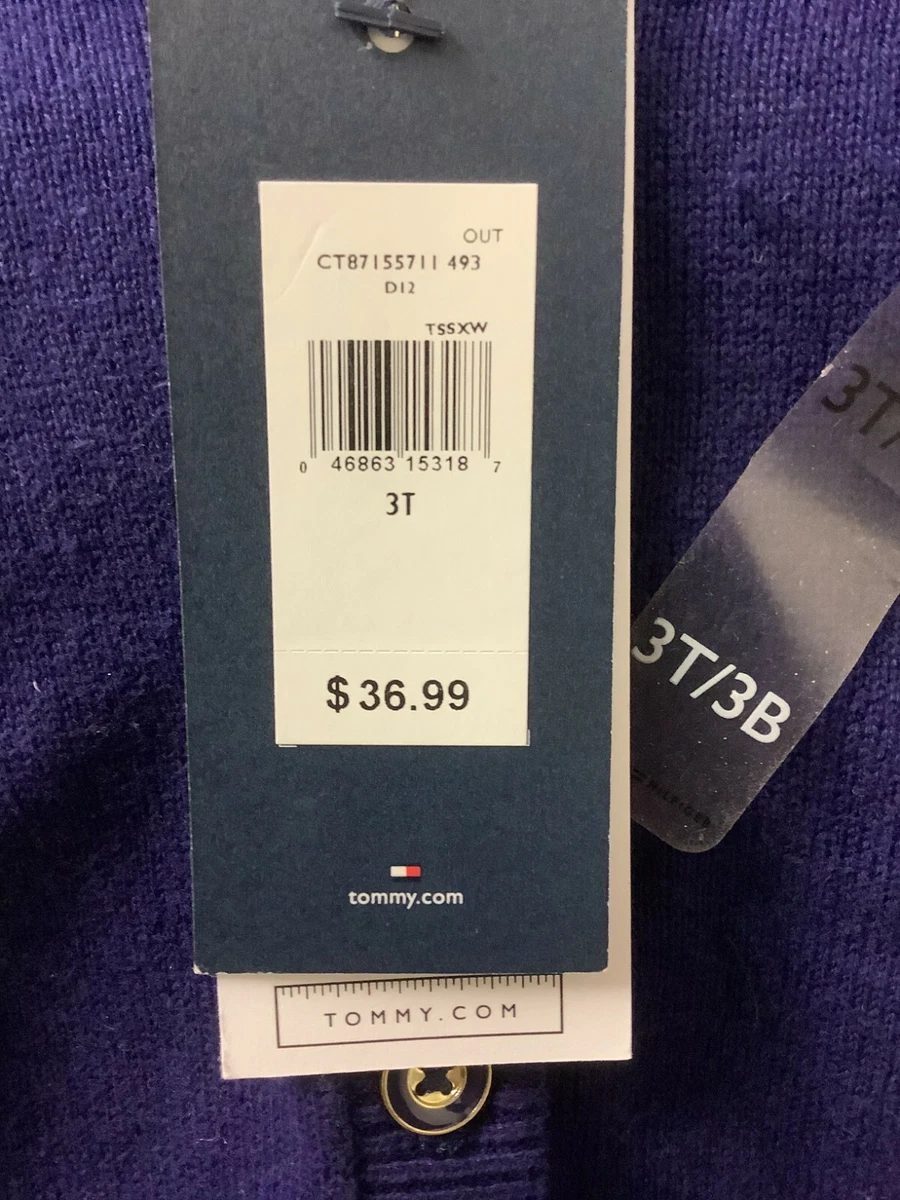 OUT
CT87155711 493
D12
TSSXW
0 46863 15318 7
3T
$36.99
tommy.com
TOMMY.COM
3T/
3T/3B
HILFIGER